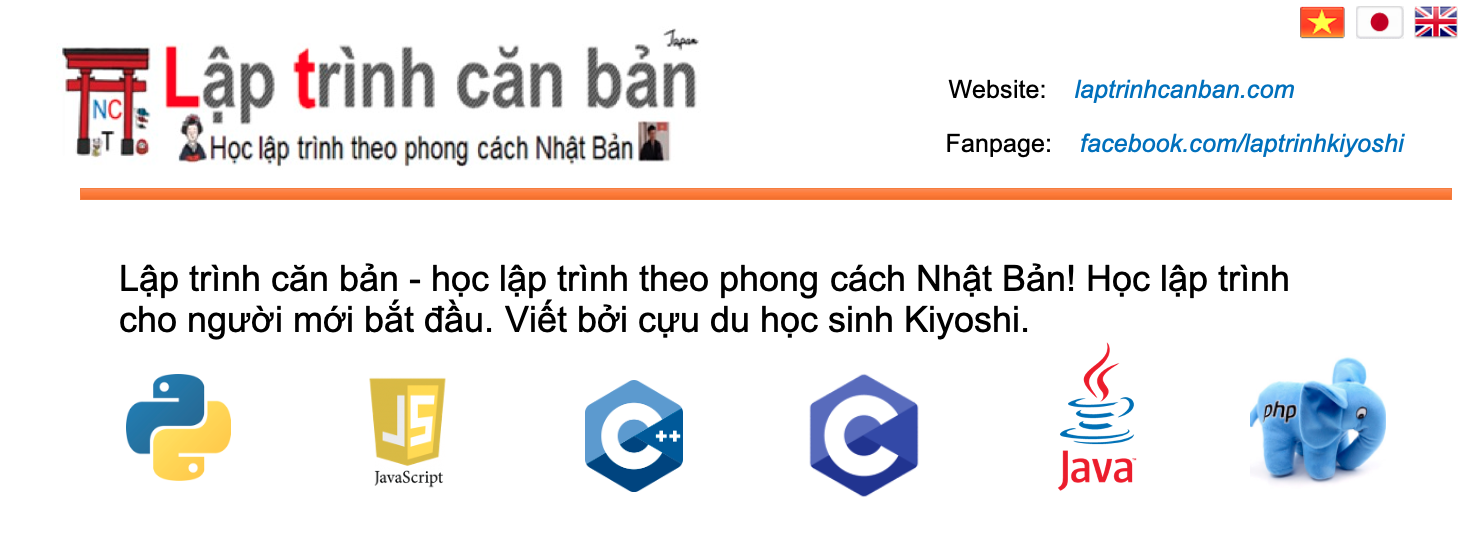 Japan
Lập trình căn bản
NC
T
Học lập trình theo phong cách Nhật Bản
Website: laptrinhcanban.com
Fanpage: facebook.com/laptrinhkiyoshi
Lập trình căn bản - học lập trình theo phong cách Nhật Bản! Học lập trình
cho người mới bắt đầu. Viết bởi cựu du học sinh Kiyoshi.
JS
JavaScript
C++
C
Java
php